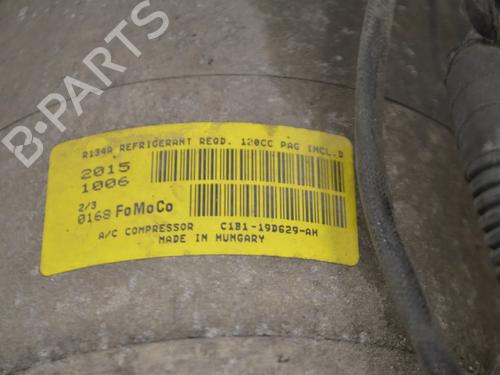 B-Parts
R134A REFRIGERANT REQD. 120CC PAG INCL.D
2015
1006
2/3
0168 FoMoCo
A/C COMPRESSOR C1B1-19D629-AH
MADE IN HUNGARY